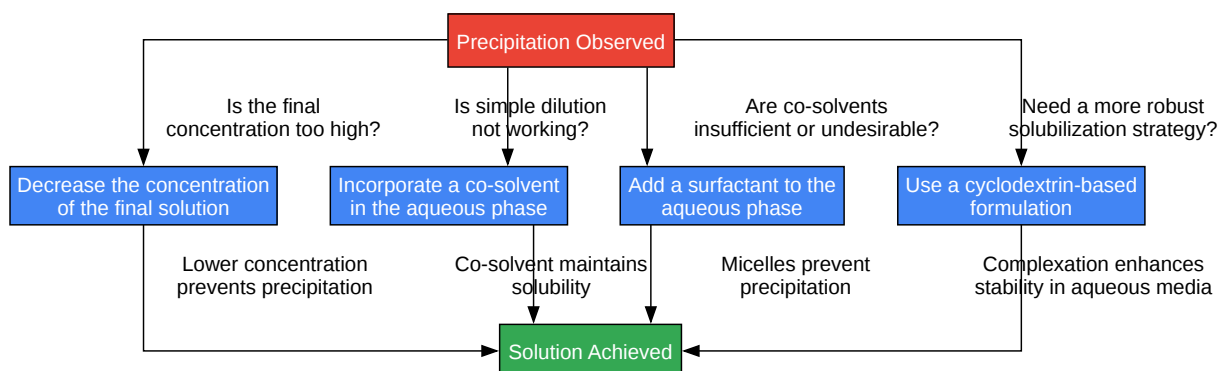 Precipitation Observed
Is the final
concentration too high?
Is simple dilution
not working?
Are co-solvents
insufficient or undesirable?
Need a more robust
solubilization strategy?
Decrease the concentration
of the final solution
Incorporate a co-solvent
in the aqueous phase
Add a surfactant to the
aqueous phase
Use a cyclodextrin-based
formulation
Lower concentration
prevents precipitation
Co-solvent maintains
solubility
Micelles prevent
precipitation
Complexation enhances
stability in aqueous media
Solution Achieved